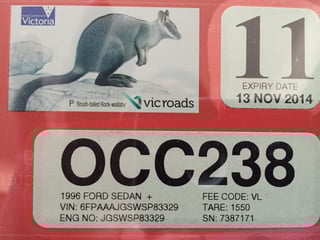 Victoria
P Brush-tailed Rock-wallaby
vicroads
11
EXPIRY DATE
13 NOV 2014
OCC238
1996 FORD SEDAN +
FEE CODE: VL
VIN: 6FPAAAJGSWSP83329
TARE: 1550
ENG NO: JGSWSP83329
SN: 7387171